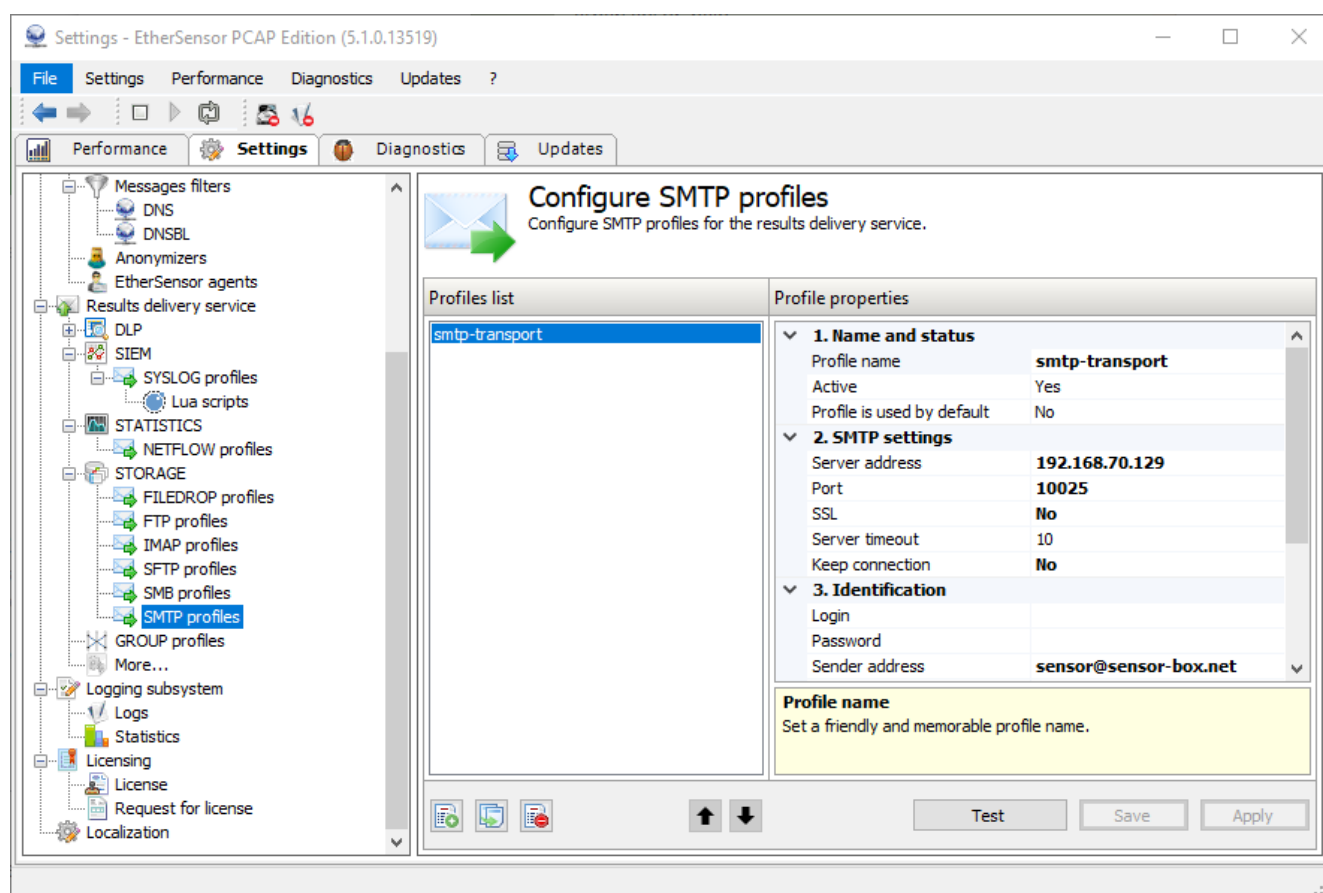 Settings - EtherSensor PCAP Edition (5.1.0.13519)
File Settings Performance Diagnostics Updates ?
Performance Settings Diagnostics Updates
Messages filters
DNS
DNSBL
Anonymizers
EtherSensor agents
Results delivery service
DLP
SIEM
SYSLOG profiles
Lua scripts
STATISTICS
NETFLOW profiles
STORAGE
FILEDROP profiles
FTP profiles
IMAP profiles
SFTP profiles
SMB profiles
SMTP profiles
GROUP profiles
More...
Logging subsystem
Logs
Statistics
Licensing
License
Request for license
Localization
Configure SMTP profiles
Configure SMTP profiles for the results delivery service.
Profiles list
smtp-transport
Profile properties
1. Name and status
Profile name smtp-transport
Active Yes
Profile is used by default No
2. SMTP settings
Server address 192.168.70.129
Port 10025
SSL No
Server timeout 10
Keep connection No
3. Identification
Login
Password
Sender address sensor@sensor-box.net
Profile name
Set a friendly and memorable profile name.
Test Save Apply